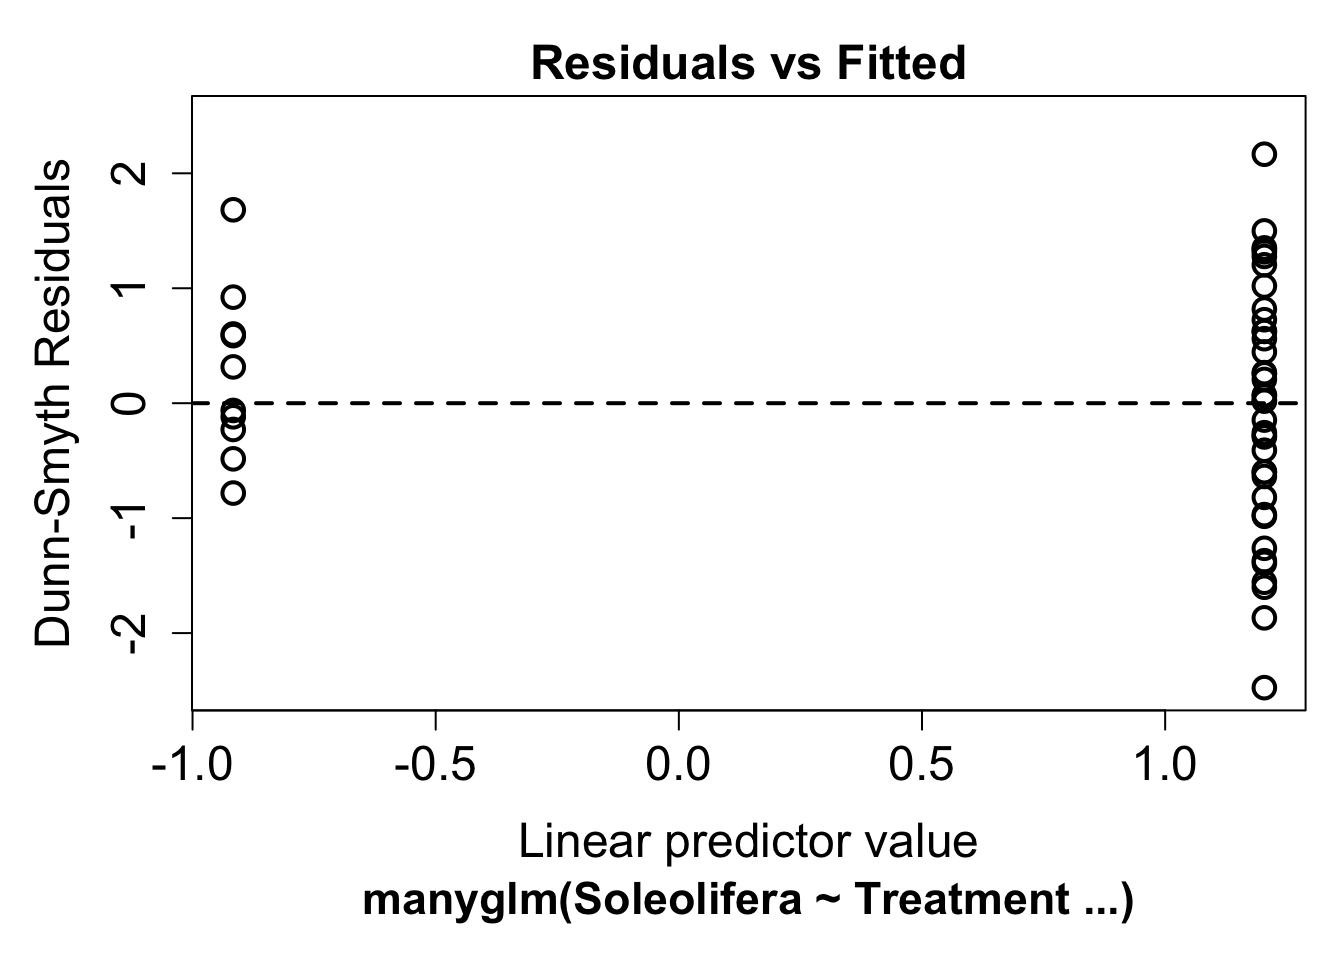 Residuals vs Fitted
Dunn-Smyth Residuals
2
1
0
-1
-2
-1.0 -0.5 0.0 0.5 1.0
Linear predictor value
manyglm(Soleolifera ~ Treatment ...)